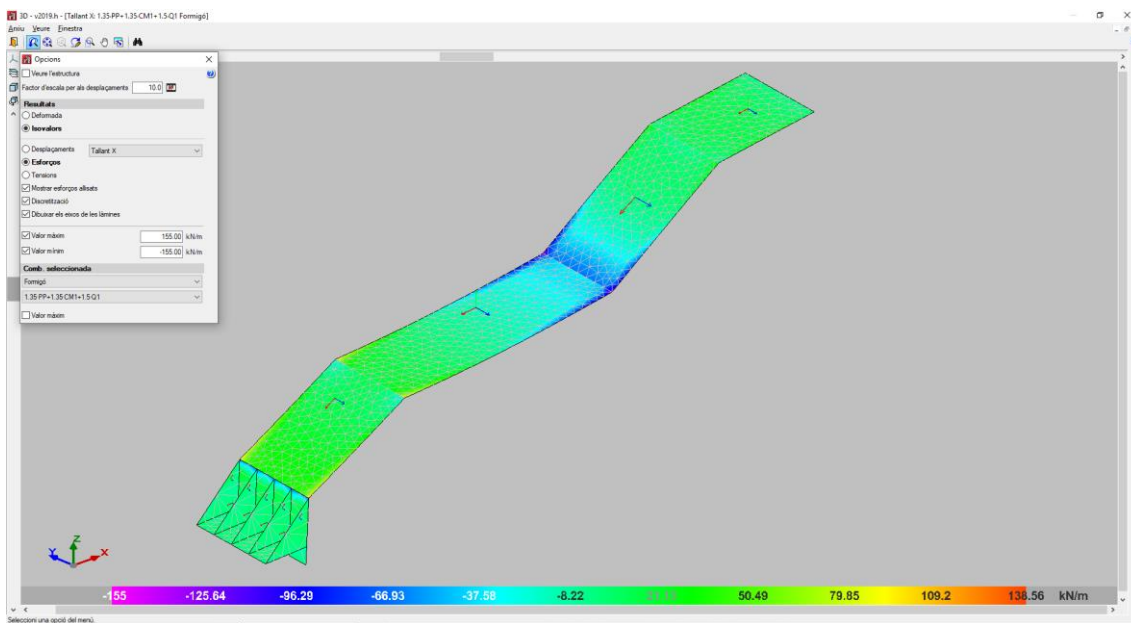 3D - v2019.h - [Tallant X: 1.35·PP+1.35·CM1+1.5·Q1 Formigó]
Arxiu Veure Finestra
Opcions
Veure l'estructura
Factor d'escala per als desplaçaments 10.0
Resultats
Deformada
Isovalors
Desplaçaments Tallant X
Esforços
Tensions
Mostrar esforços allisats
Discretització
Dibuixar els eixos de les làmines
Valor màxim 155.00 kN/m
Valor mínim -155.00 kN/m
Comb. seleccionada
Formigó
1.35·PP+1.35·CM1+1.5·Q1
Valor màxim
Z
Y X
-155 -125.64 -96.29 -66.93 -37.58 -8.22 50.49 79.85 109.2 138.56 kN/m
Seleccioni una opció del menú.